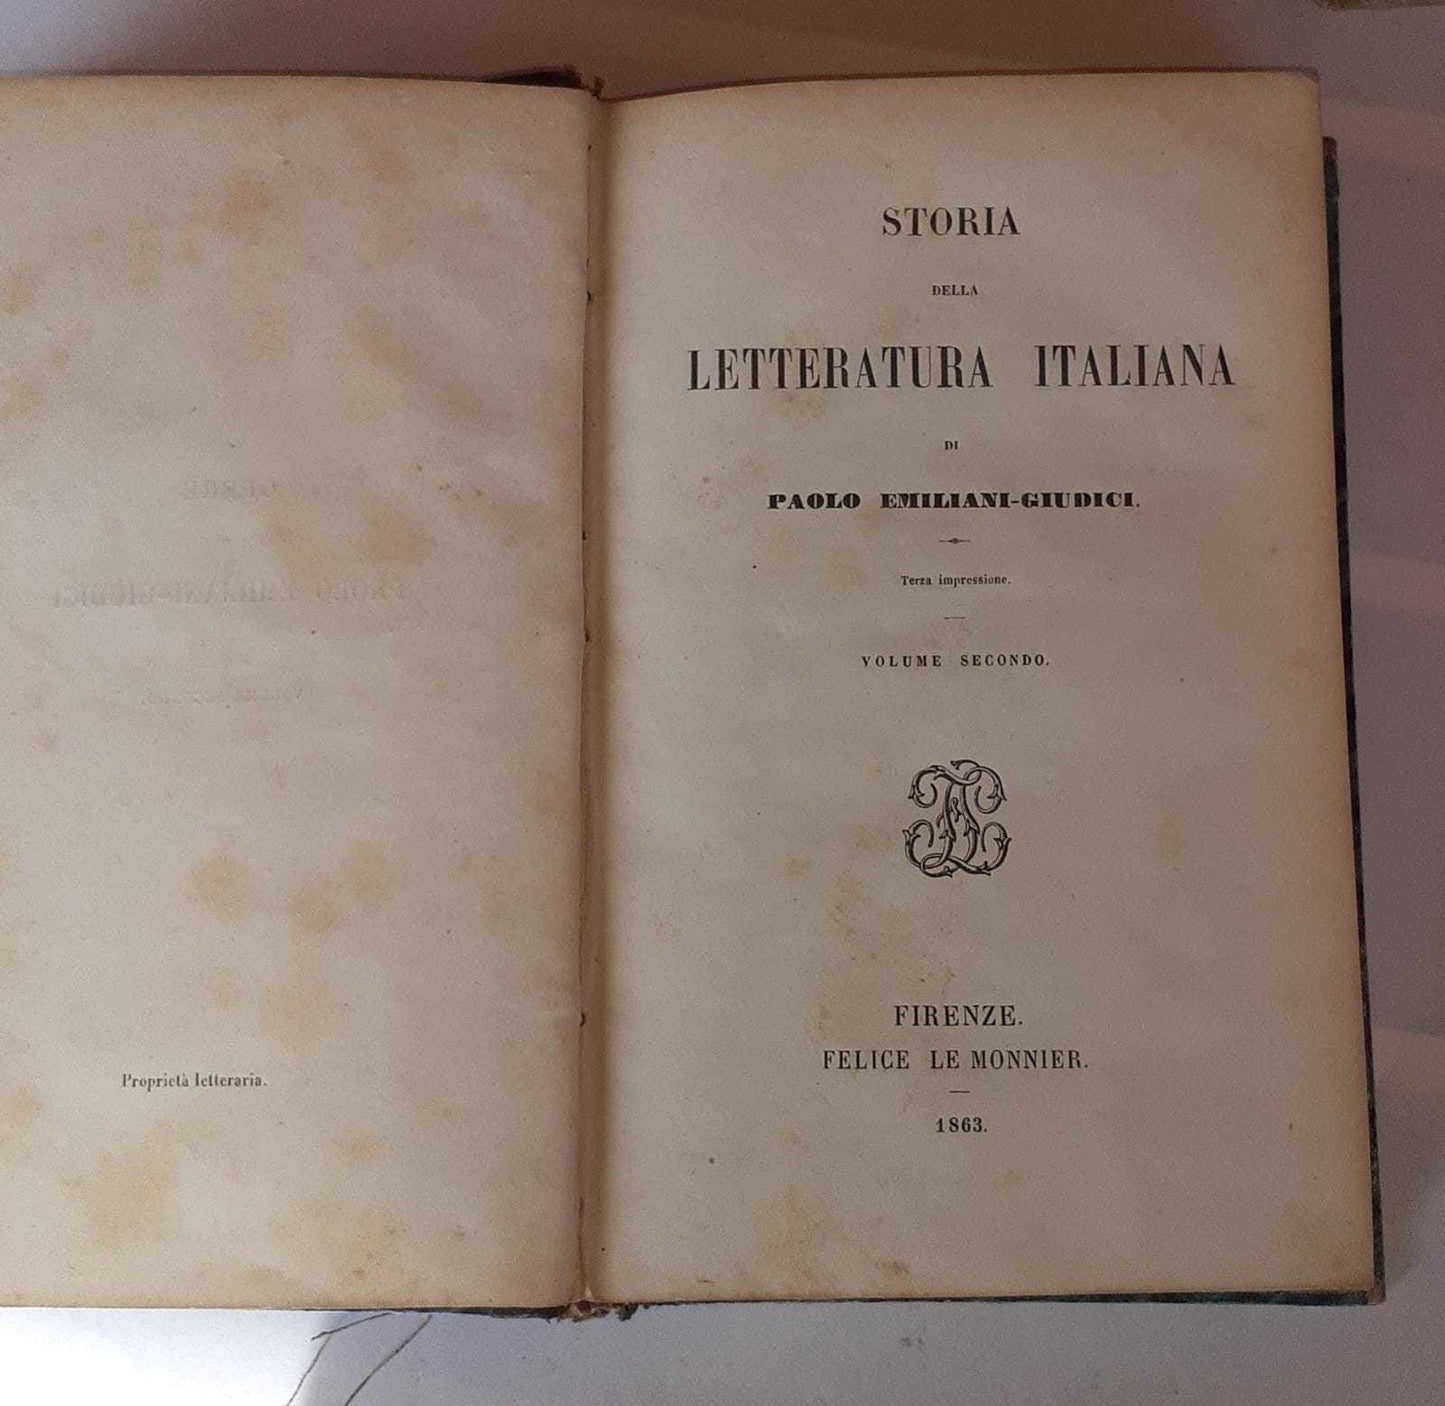 Proprietà letteraria.
STORIA
DELLA
LETTERATURA ITALIANA
DI
PAOLO EMILIANI-GIUDICI.
Terza impressione.
VOLUME SECONDO.
FIRENZE.
FELICE LE MONNIER.
1863.